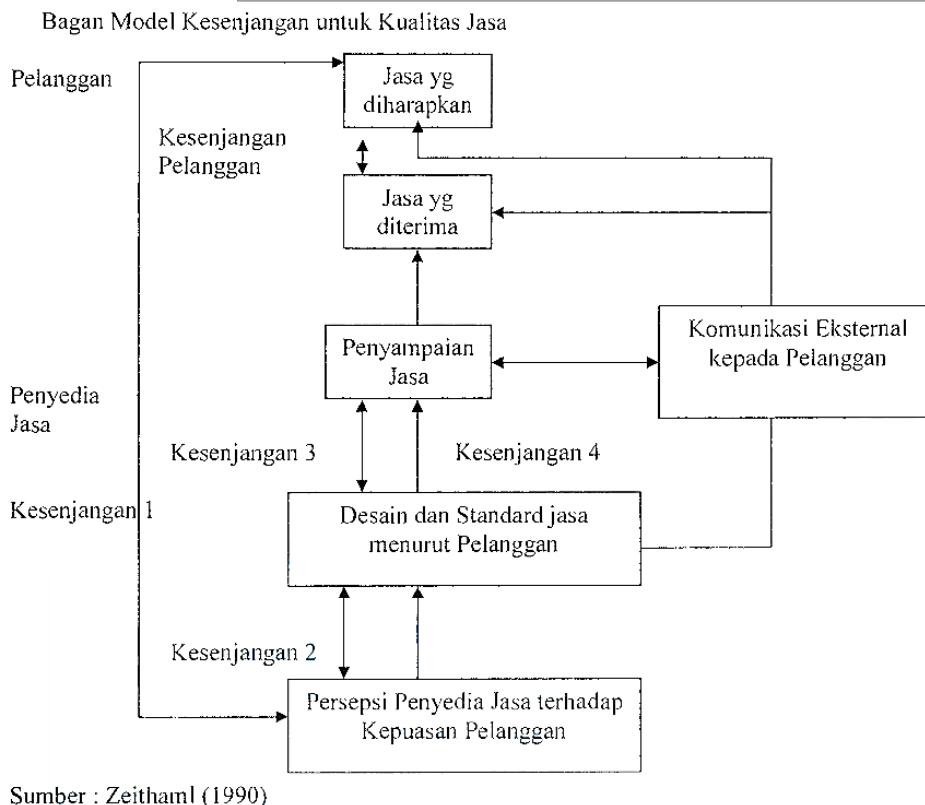 Bagan Model Kesenjangan untuk Kualitas Jasa
Pelanggan
Jasa yg
diharapkan
Kesenjangan
Pelanggan
Jasa yg
diterima
Komunikasi Eksternal
kepada Pelanggan
Penyampaian
Jasa
Penyedia
Jasa
Kesenjangan 3
Kesenjangan 4
Kesenjangan 1
Desain dan Standard jasa
menurut Pelanggan
Kesenjangan 2
Persepsi Penyedia Jasa terhadap
Kepuasan Pelanggan
Sumber : Zeithaml (1990)